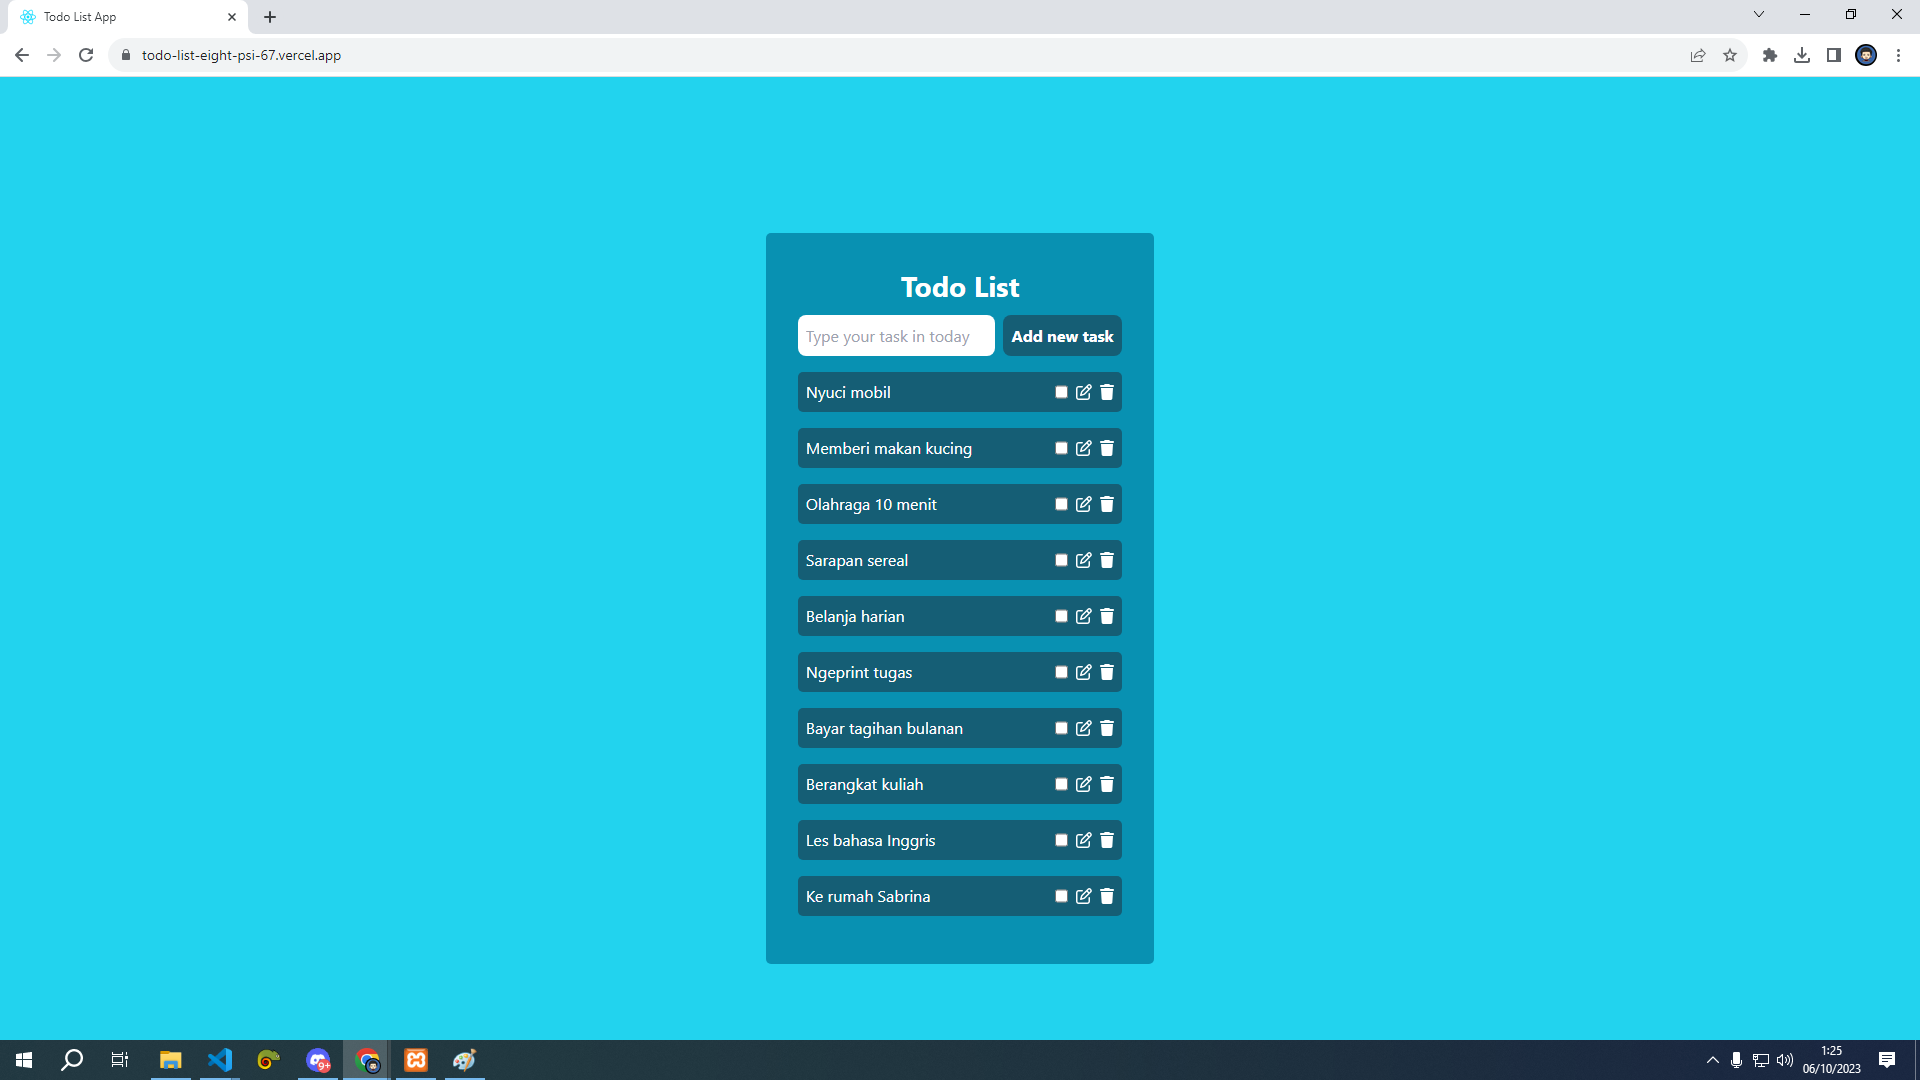 Todo List App
todo-list-eight-psi-67.vercel.app
Todo List
Type your task in today
Add new task
Nyuci mobil
Memberi makan kucing
Olahraga 10 menit
Sarapan sereal
Belanja harian
Ngeprint tugas
Bayar tagihan bulanan
Berangkat kuliah
Les bahasa Inggris
Ke rumah Sabrina
9+
1:25
06/10/2023